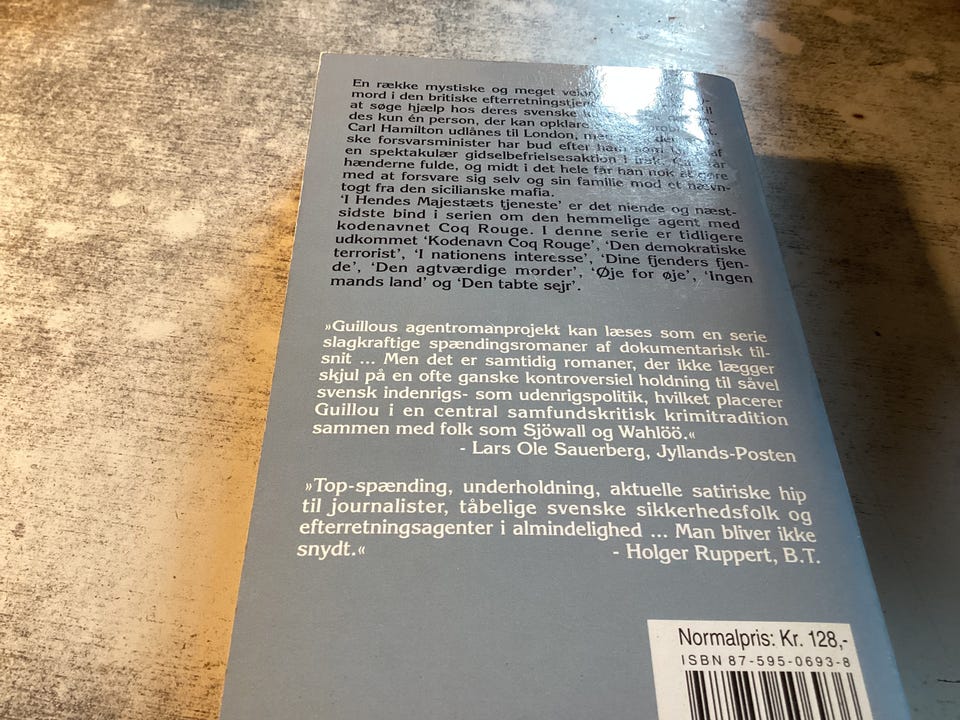 En række mystiske og meget
mord i den britiske
at søge hjælp hos deres svenske
des kun én person, der kan opklare
Carl Hamilton udlånes til London,
ske forsvarsminister har bud efter
en spektakulær gidselbefrielsesaktion i
hænderne fulde, og midt i det hele får han nok at gøre
med at forsvare sig selv og sin familie mod et hævn-
togt fra den sicilianske mafia.
‘I Hendes Majestæts tjeneste’ er det niende og næst-
sidste bind i serien om den hemmelige agent med
kodenavnet Coq Rouge. I denne serie er tidligere
udkommet ‘Kodenavn Coq Rouge’, ‘Den demokratiske
terrorist’, ‘I nationens interesse’, ‘Dine fjenders fjen-
de’, ‘Den agtværdige morder’, ‘Øje for øje’, ‘Ingen
mands land’ og ‘Den tabte sejr’.
»Guillous agentromanprojekt kan læses som en serie
slagkraftige spændingsromaner af dokumentarisk til-
snit ... Men det er samtidig romaner, der ikke lægger
skjul på en ofte ganske kontroversiel holdning til såvel
svensk indenrigs- som udenrigspolitik, hvilket placerer
Guillou i en central samfundskritisk krimitradition
sammen med folk som Sjöwall og Wahlöö.«
- Lars Ole Sauerberg, Jyllands-Posten
»Top-spænding, underholdning, aktuelle satiriske hip
til journalister, tåbelige svenske sikkerhedsfolk og
efterretningsagenter i almindelighed ... Man bliver ikke
snydt.« - Holger Ruppert, B.T.
Normalpris: Kr. 128,-
ISBN 87-595-0693-8